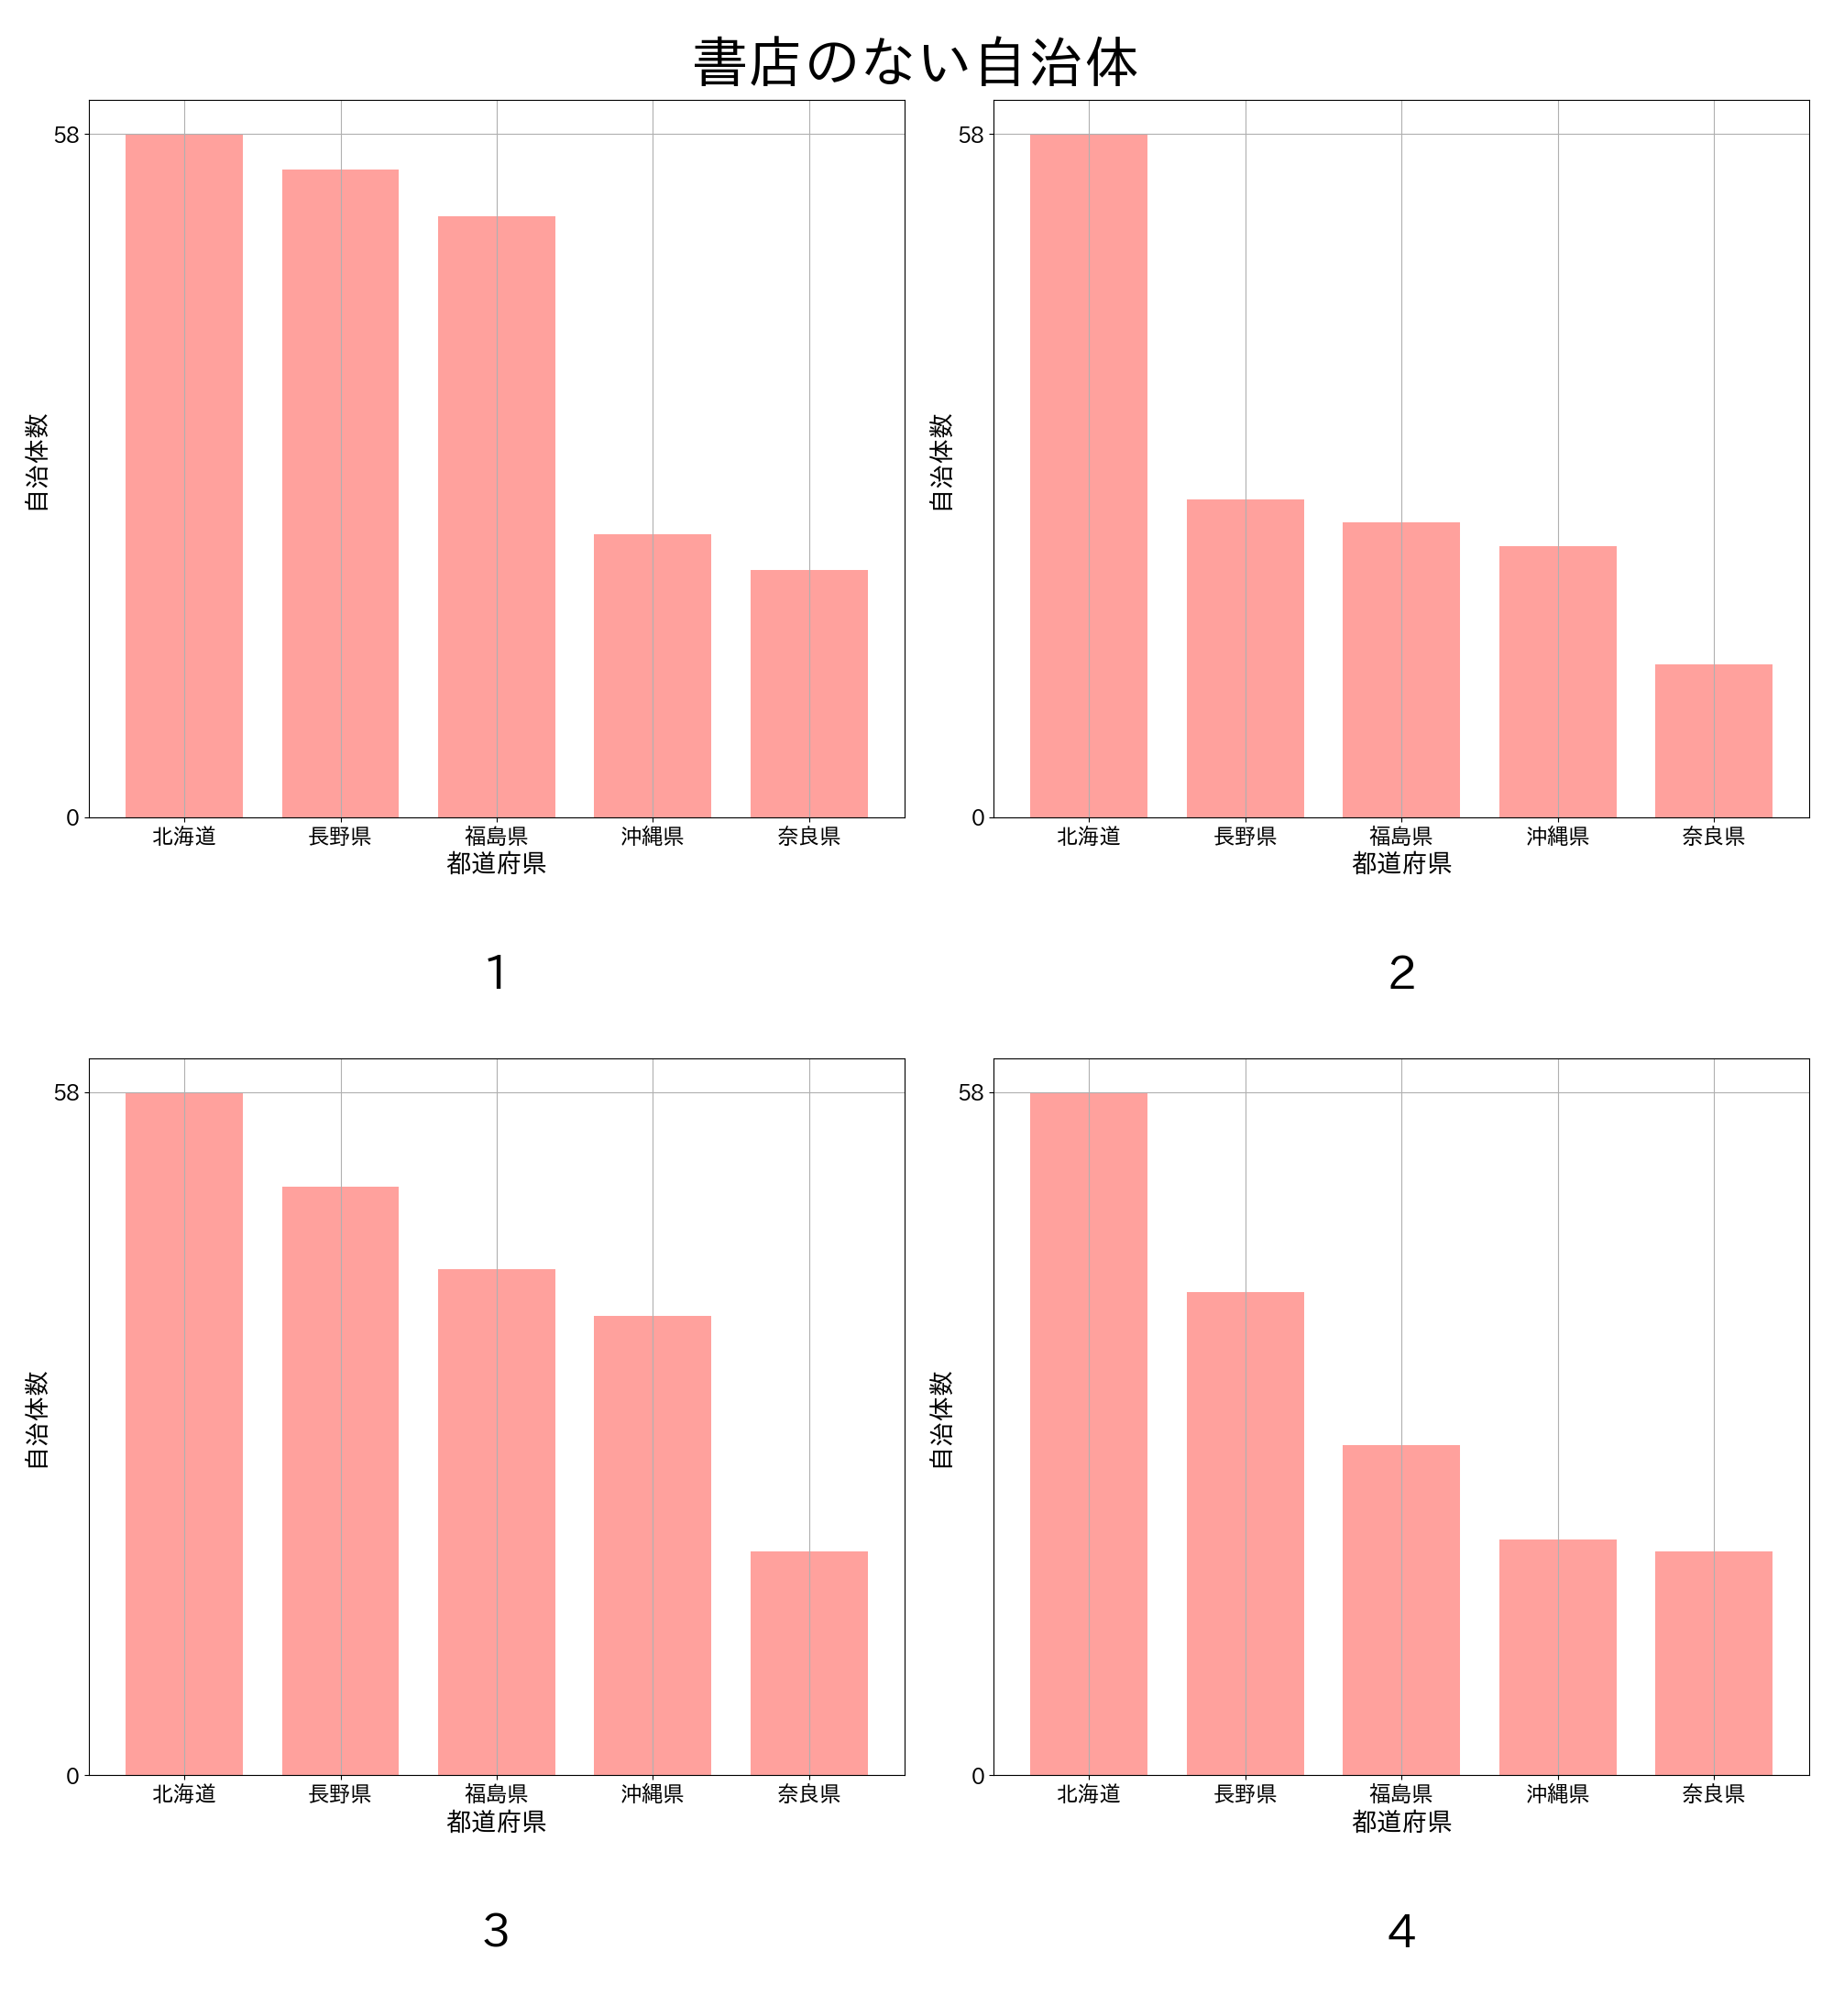 書店のない自治体
58
0
自治体数
北海道 長野県 福島県 沖縄県 奈良県
都道府県
1
58
0
自治体数
北海道 長野県 福島県 沖縄県 奈良県
都道府県
2
58
0
自治体数
北海道 長野県 福島県 沖縄県 奈良県
都道府県
3
58
0
自治体数
北海道 長野県 福島県 沖縄県 奈良県
都道府県
4